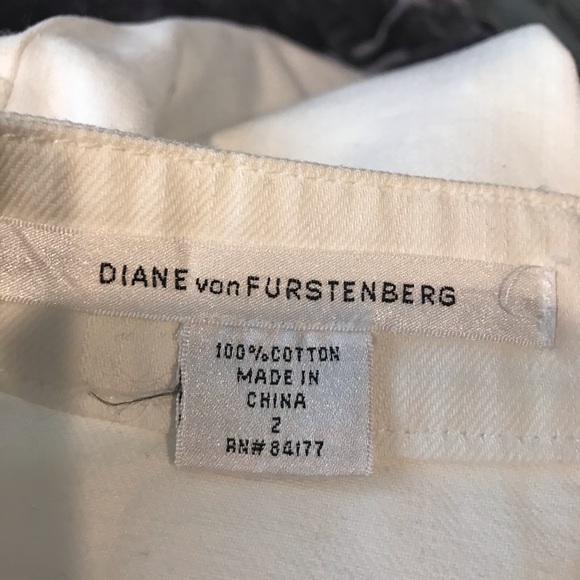 DIANE von FURSTENBERG
100% COTTON
MADE IN
CHINA
2
RN# 84177